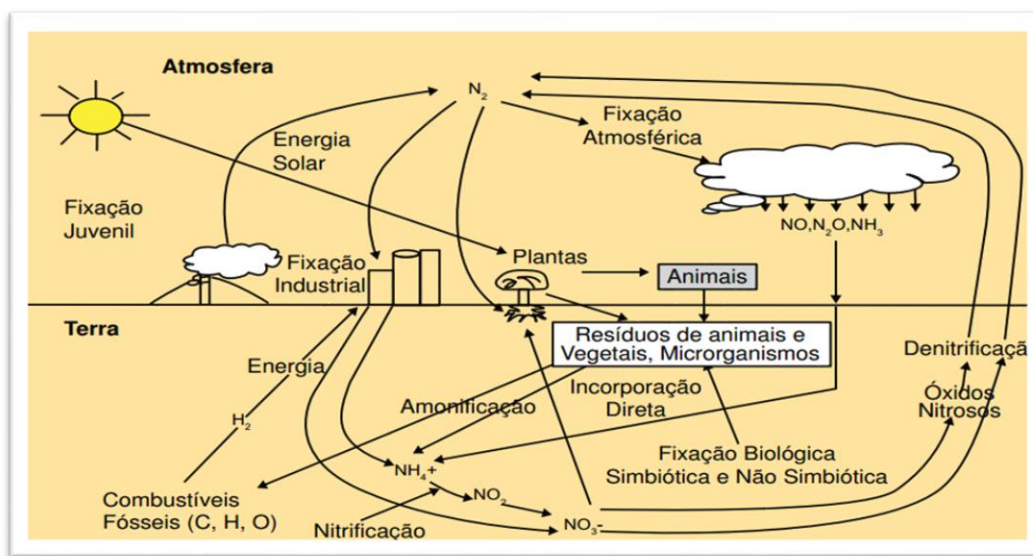 Atmosfera
N₂
Fixação
Atmosférica
Energia
Solar
Fixação
Juvenil
NO,N₂O,NH₃
Fixação
Industrial
Plantas
Animais
Terra
Resíduos de animais e
Vegetais, Microrganismos
Denitrificaçã
Energia
Incorporação
Direta
Óxidos
Nitrosos
Amonificação
H₂
Fixação Biológica
Simbiótica e Não Simbiótica
NH₄+
NO₂
Combustíveis
Fósseis (C, H, O)
Nitrificação
NO₃-